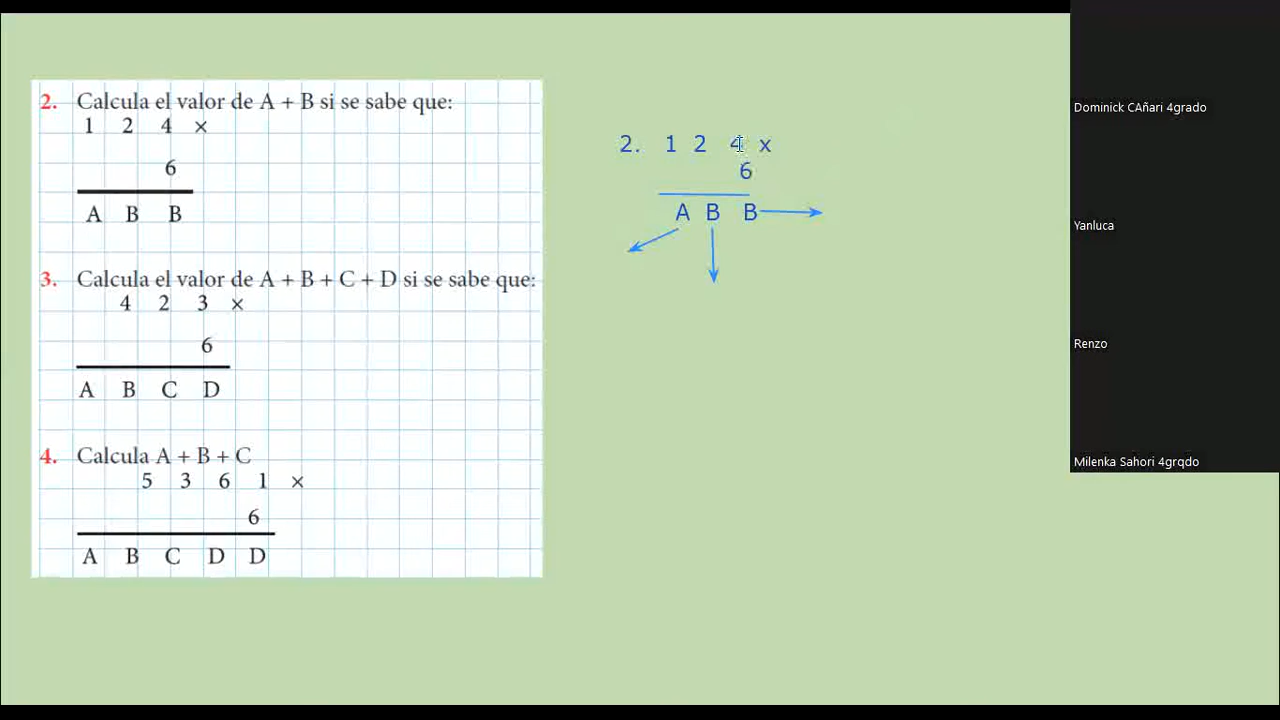 2. Calcula el valor de A + B si se sabe que:
1 2 4 ×
6
A B B
3. Calcula el valor de A + B + C + D si se sabe que:
4 2 3 ×
6
A B C D
4. Calcula A + B + C
5 3 6 1 ×
6
A B C D D
2. 1 2 4 x
6
A B B
Dominick CAñari 4grado
Yanluca
Renzo
Milenka Sahori 4grqdo